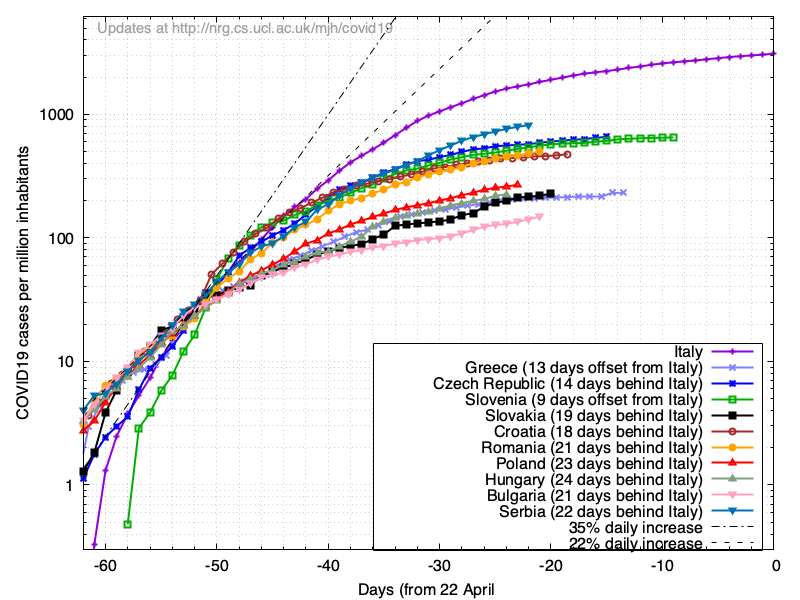 Updates at http://nrg.cs.ucl.ac.uk/mjh/covid19
COVID19 cases per million inhabitants
1000
100
10
1
Italy
Greece (13 days offset from Italy)
Czech Republic (14 days behind Italy)
Slovenia (9 days offset from Italy)
Slovakia (19 days behind Italy)
Croatia (18 days behind Italy)
Romania (21 days behind Italy)
Poland (23 days behind Italy)
Hungary (24 days behind Italy)
Bulgaria (21 days behind Italy)
Serbia (22 days behind Italy)
35% daily increase
22% daily increase
-60 -50 -40 -30 -20 -10 0
Days (from 22 April